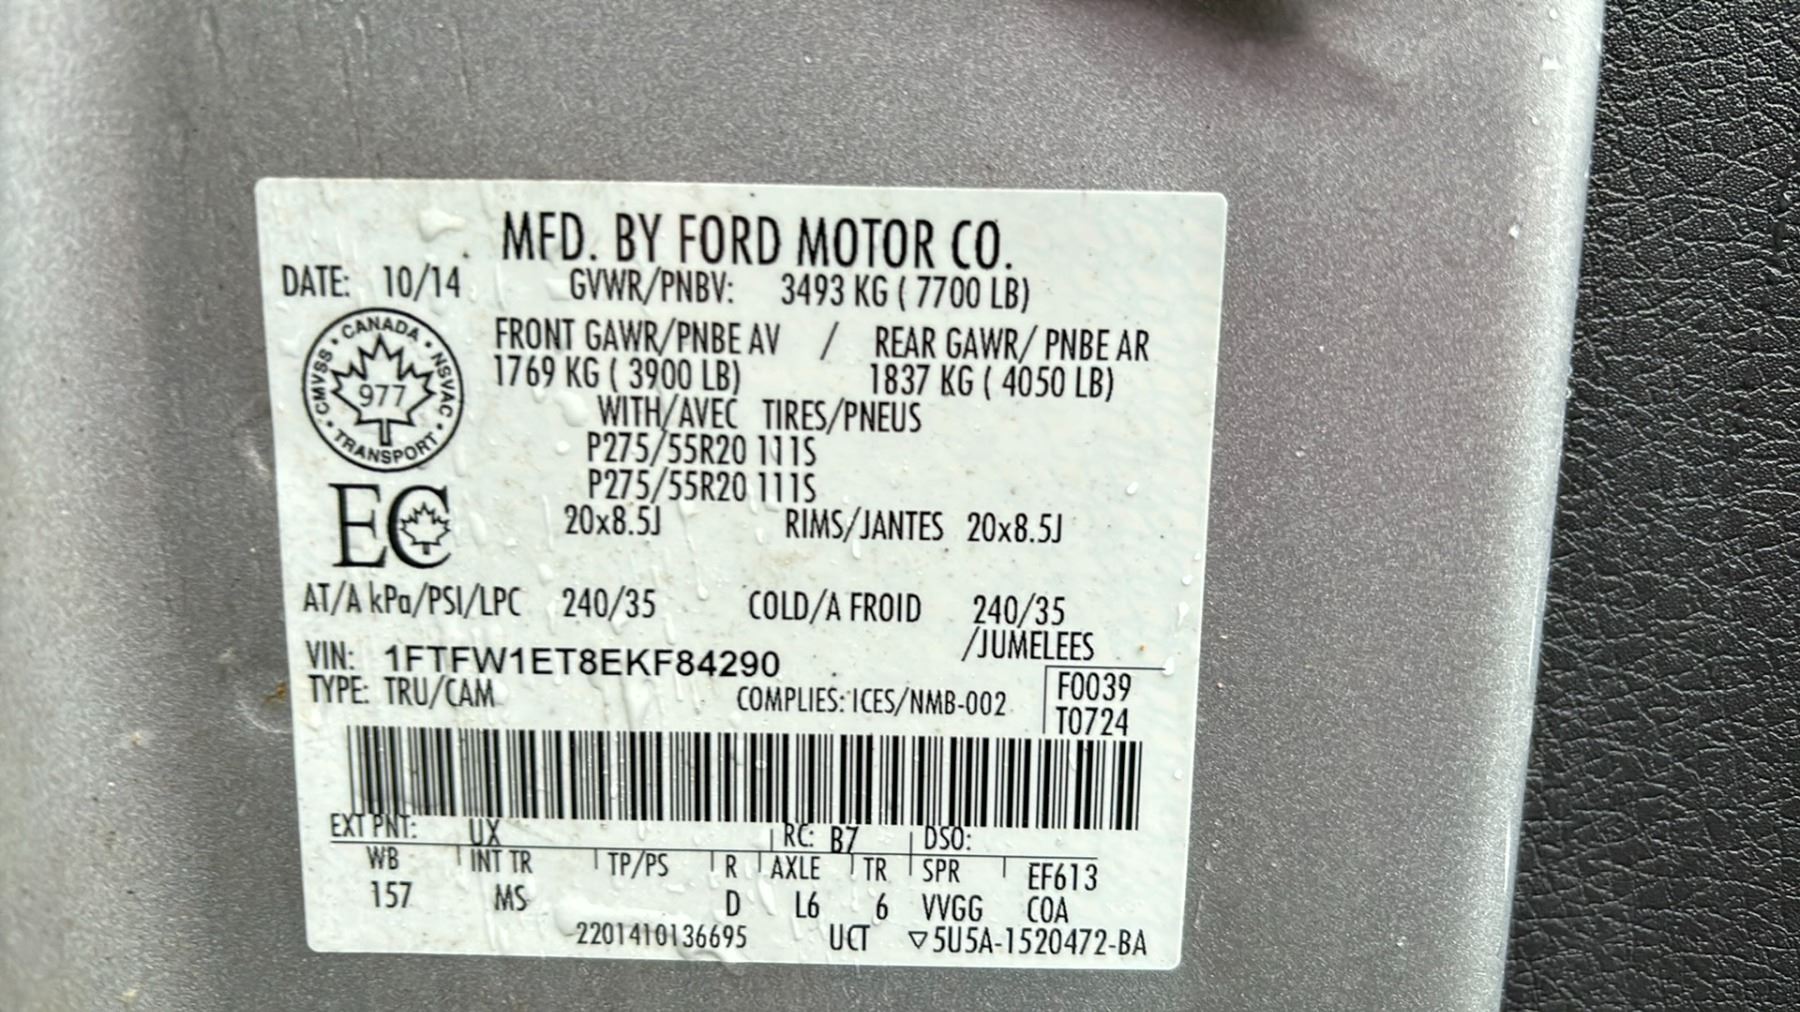 MFD. BY FORD MOTOR CO.
DATE: 10/14 GVWR/PNBV: 3493 KG ( 7700 LB)
FRONT GAWR/PNBE AV / REAR GAWR/ PNBE AR
1769 KG ( 3900 LB) 1837 KG ( 4050 LB)
CANADA • NSVAC • TRANSPORT • CMVSS •
977
WITH/AVEC TIRES/PNEUS
P275/55R20 111S
P275/55R20 111S
EC
20x8.5J RIMS/JANTES 20x8.5J
AT/A kPa/PSI/LPC 240/35 COLD/A FROID 240/35
/JUMELEES
VIN: 1FTFW1ET8EKF84290
TYPE: TRU/CAM COMPLIES: ICES/NMB-002
F0039
T0724
EXT PNT: UX RC: B7 DSO:
WB INT TR TP/PS R AXLE TR SPR EF613
157 MS D L6 6 VVGG COA
2201410136695 UCT ▽5U5A-1520472-BA